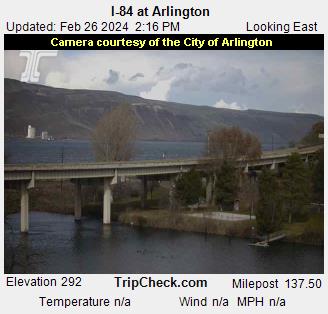 I-84 at Arlington
Updated: Feb 26 2024 2:16 PM Looking East
Camera courtesy of the City of Arlington
Elevation 292 TripCheck.com Milepost 137.50
Temperature n/a Wind n/a MPH n/a